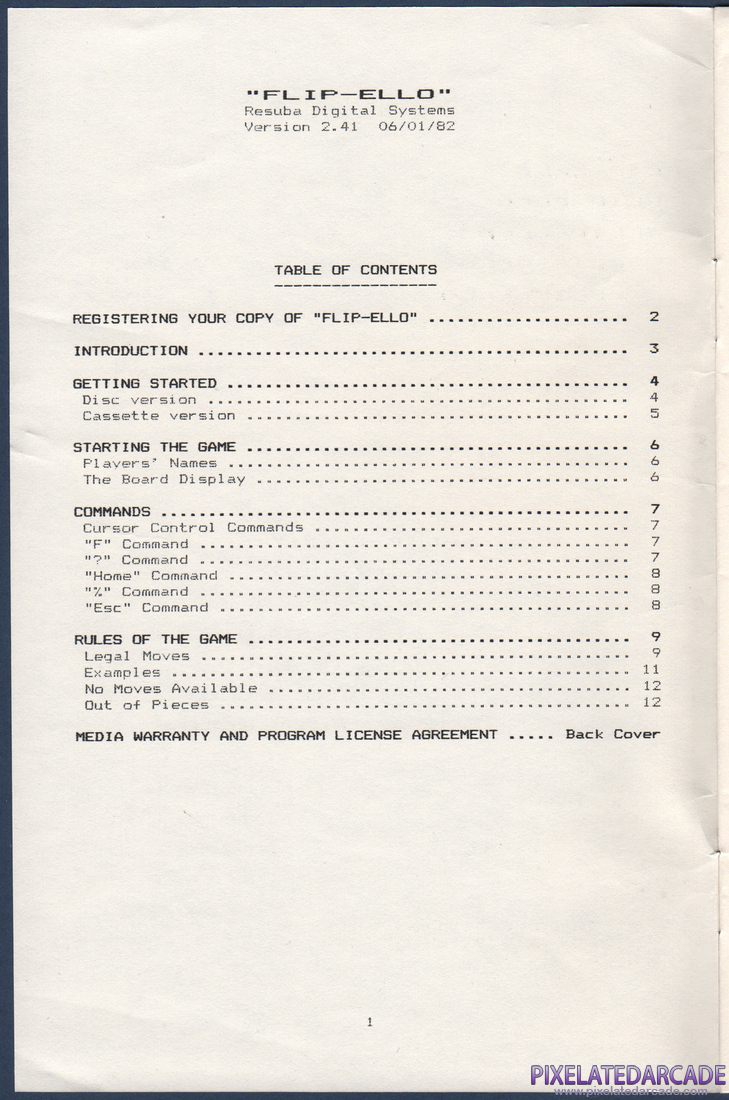 "FLIP-ELLO"
Resuba Digital Systems
Version 2.41 06/01/82
TABLE OF CONTENTS
-----------------
REGISTERING YOUR COPY OF "FLIP-ELLO" ..................... 2
INTRODUCTION ............................................. 3
GETTING STARTED .......................................... 4
Disc version ............................................ 4
Cassette version ........................................ 5
STARTING THE GAME ........................................ 6
Players' Names .......................................... 6
The Board Display ....................................... 6
COMMANDS ................................................. 7
Cursor Control Commands ................................. 7
"F" Command ............................................. 7
"?" Command ............................................. 7
"Home" Command .......................................... 8
"%" Command ............................................. 8
"Esc" Command ........................................... 8
RULES OF THE GAME ........................................ 9
Legal Moves ............................................. 9
Examples ................................................ 11
No Moves Available ...................................... 12
Out of Pieces ........................................... 12
MEDIA WARRANTY AND PROGRAM LICENSE AGREEMENT ..... Back Cover
1
PIXELATEDARCADE
www.pixelatedarcade.com